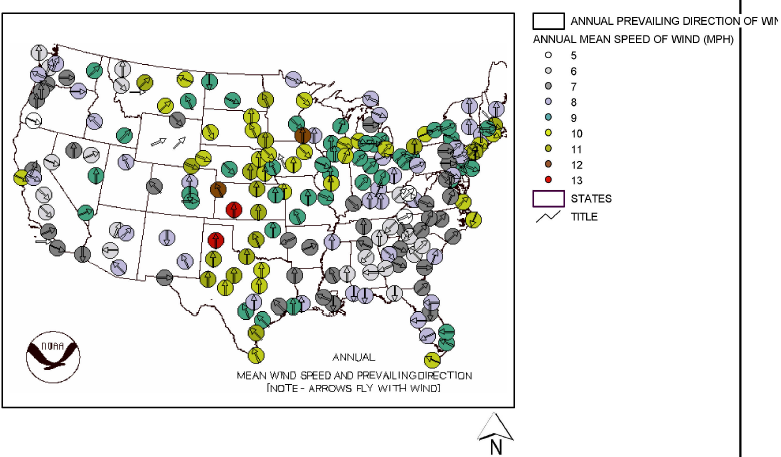 ANNUAL PREVAILING DIRECTION OF WIN
ANNUAL MEAN SPEED OF WIND (MPH)
5
6
7
8
9
10
11
12
13
STATES
TITLE
NOAA
ANNUAL
MEAN WIND SPEED AND PREVAILING DIRECTION
[NOTE - ARROWS FLY WITH WIND]
N